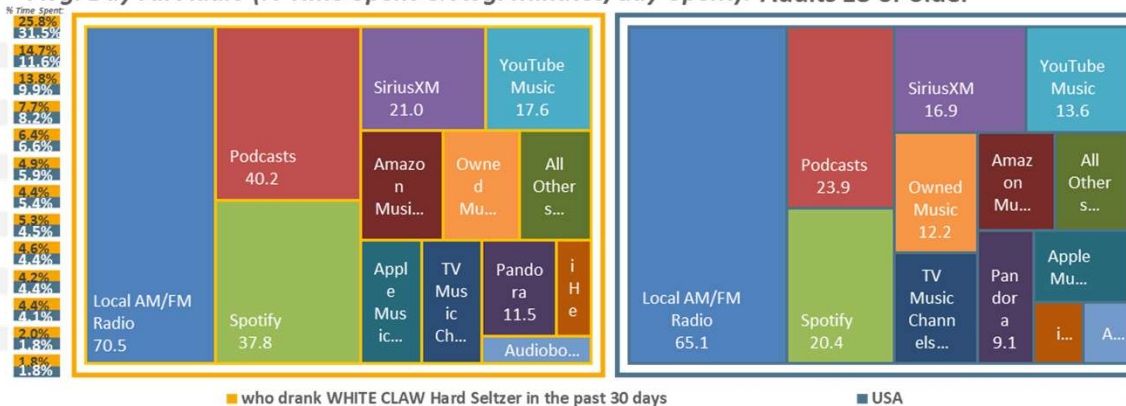 % Time Spent:
25.8%
31.5%
14.7%
11.6%
13.8%
9.9%
7.7%
8.2%
6.4%
6.6%
4.9%
5.9%
4.4%
5.4%
5.3%
4.5%
4.6%
4.4%
4.2%
4.4%
4.4%
4.1%
2.0%
1.8%
1.8%
1.8%
Local AM/FM
Radio
70.5
Podcasts
40.2
Spotify
37.8
SiriusXM
21.0
YouTube
Music
17.6
Amazo
n
Musi...
Owne
d
Mu...
All
Other
s...
Appl
e
Music...
TV
Mus
ic
Ch...
Pando
ra
11.5
i
He
Audiobo...
Local AM/FM
Radio
65.1
Podcasts
23.9
Spotify
20.4
SiriusXM
16.9
YouTube
Music
13.6
Owned
Music
12.2
Amaz
on
Mu...
All
Other
s...
TV
Music
Chann
els...
Pan
dor
a
9.1
Apple
Mu...
i...
A...
who drank WHITE CLAW Hard Seltzer in the past 30 days
USA